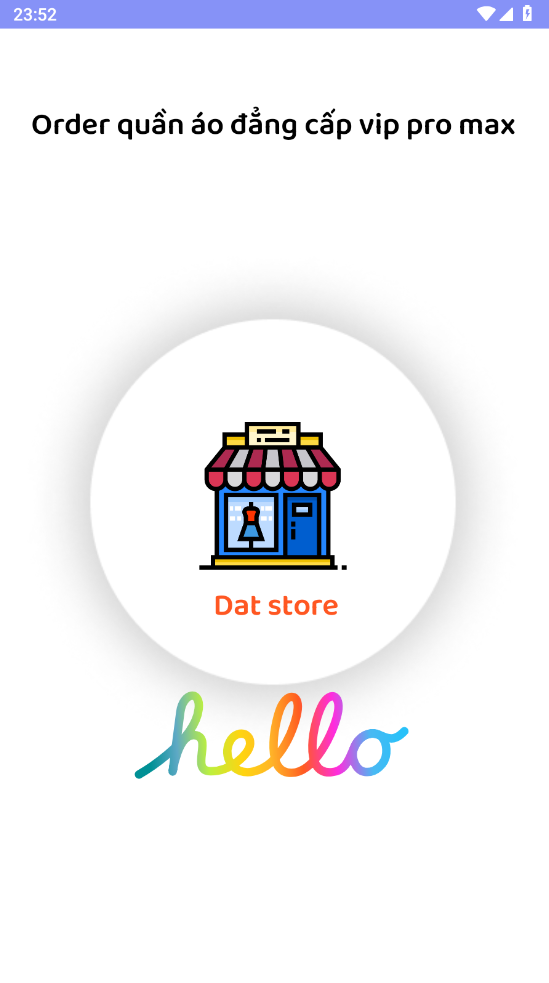 23:52
Order quần áo đẳng cấp vip pro max
Dat store
hello